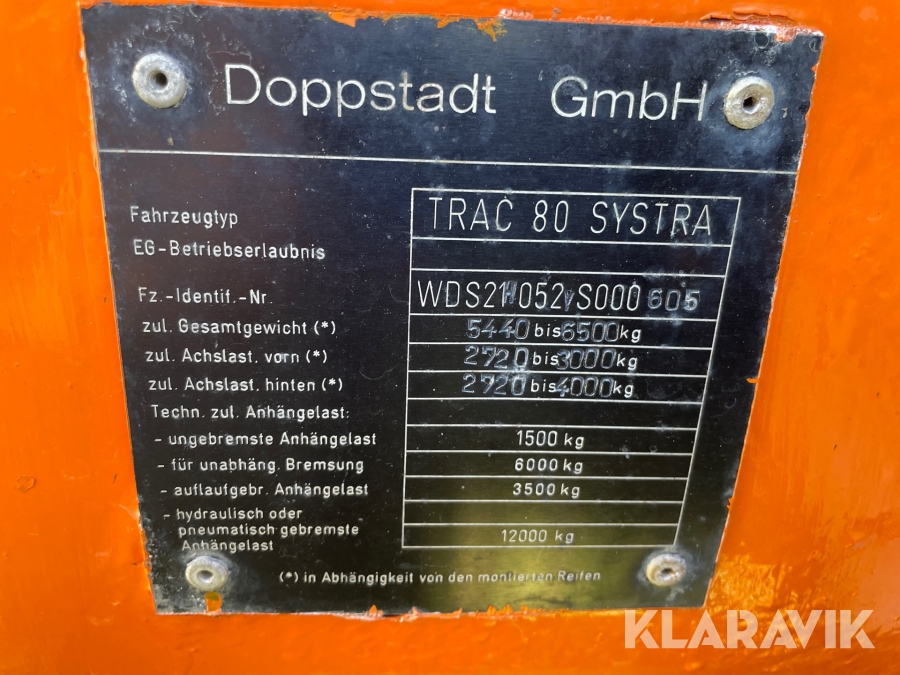 Doppstadt GmbH
Fahrzeugtyp TRAC 80 SYSTRA
EG-Betriebserlaubnis
Fz.-Identif.-Nr. WDS21H052VS000605
zul. Gesamtgewicht (*) 5440 bis 6500 kg
zul. Achslast. vorn (*) 2720 bis 3000 kg
zul. Achslast. hinten (*) 2720 bis 4000 kg
Techn. zul. Anhängelast:
- ungebremste Anhängelast 1500 kg
- für unabhäng. Bremsung 6000 kg
- auflaufgebr. Anhängelast 3500 kg
- hydraulisch oder
pneumatisch gebremste 12000 kg
Anhängelast
(*) in Abhängigkeit von den montierten Reifen
KLARAVIK